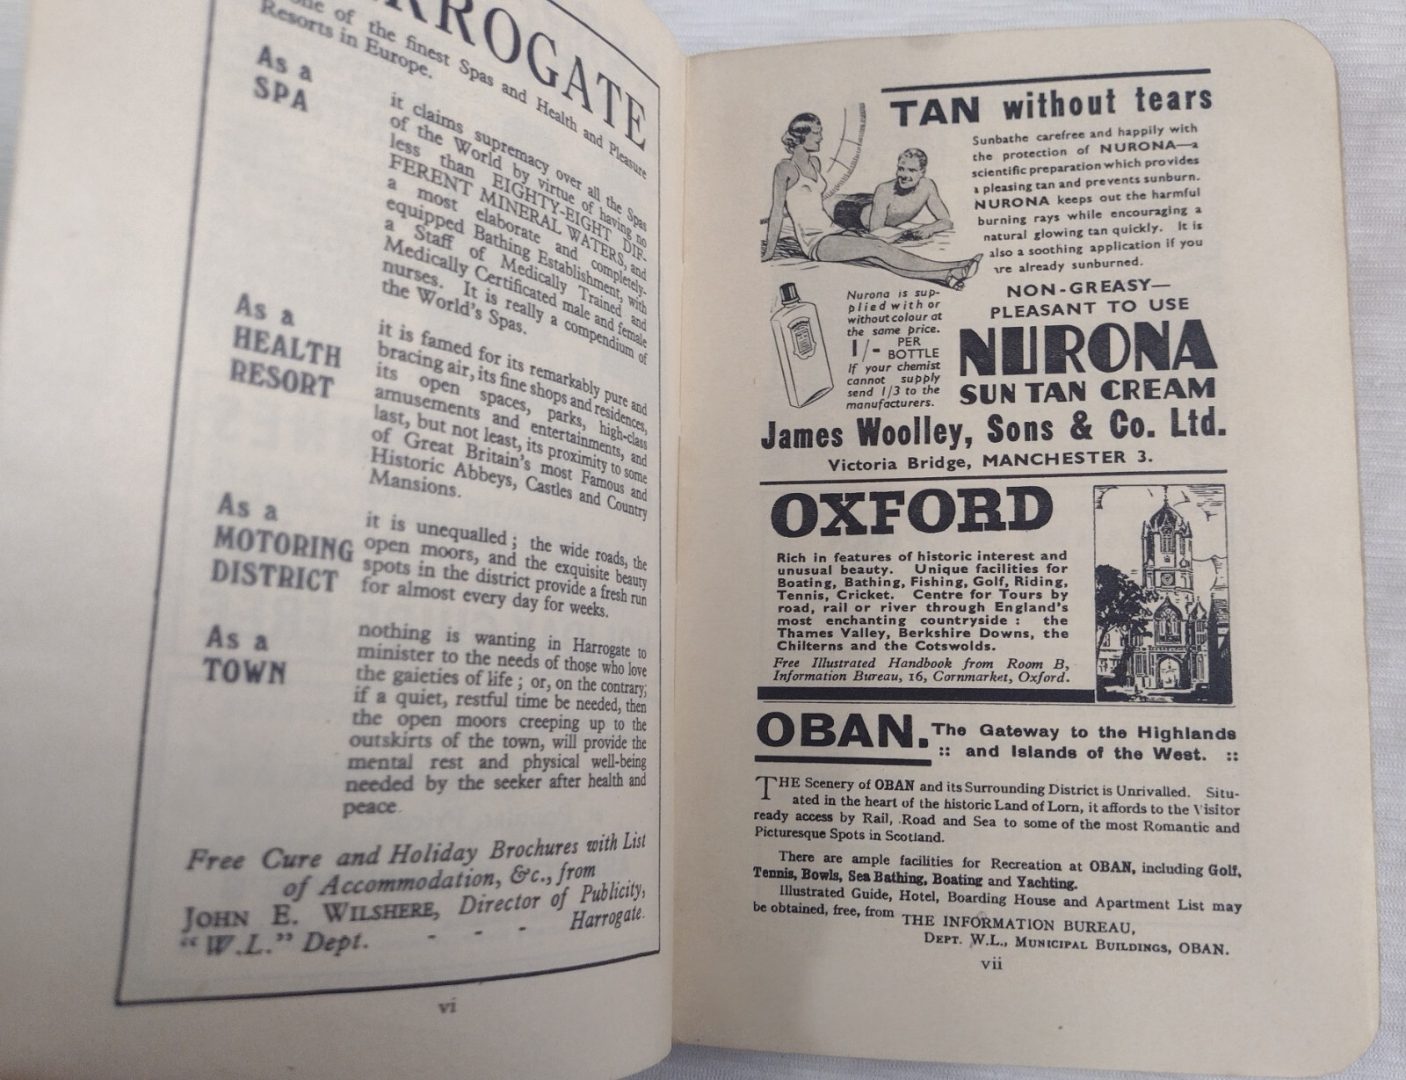 RROGATE
one of the finest Spas and Health and Pleasure
Resorts in Europe.
As a
SPA
it claims supremacy over all the Spas
of the World by virtue of having no
less than EIGHTY-EIGHT DIF-
FERENT MINERAL WATERS, and
a most elaborate and completely-
equipped Bathing Establishment, with
a Staff of Medically Trained and
Medically Certificated male and female
nurses. It is really a compendium of
the World's Spas.
As a
HEALTH
RESORT
it is famed for its remarkably pure and
bracing air, its fine shops and residences,
its open spaces, parks, high-class
amusements and entertainments, and
last, but not least, its proximity to some
of Great Britain's most Famous and
Historic Abbeys, Castles and Country
Mansions.
As a
MOTORING
DISTRICT
it is unequalled; the wide roads, the
open moors, and the exquisite beauty
spots in the district provide a fresh run
for almost every day for weeks.
As a
TOWN
nothing is wanting in Harrogate to
minister to the needs of those who love
the gaieties of life; or, on the contrary,
if a quiet, restful time be needed, then
the open moors creeping up to the
outskirts of the town, will provide the
mental rest and physical well-being
needed by the seeker after health and
peace.
Free Cure and Holiday Brochures with List
of Accommodation, &c., from
JOHN E. WILSHERE, Director of Publicity,
"W.L." Dept. - - - Harrogate.
vi
TAN without tears
Sunbathe carefree and happily with
the protection of NURONA—a
scientific preparation which provides
a pleasing tan and prevents sunburn.
NURONA keeps out the harmful
burning rays while encouraging a
natural glowing tan quickly. It is
also a soothing application if you
are already sunburned.
Nurona is sup-
plied with or
without colour at
the same price.
1/- PER
BOTTLE
If your chemist
cannot supply
send 1/3 to the
manufacturers.
NON-GREASY—
PLEASANT TO USE
NURONA
SUN TAN CREAM
James Woolley, Sons & Co. Ltd.
Victoria Bridge, MANCHESTER 3.
OXFORD
Rich in features of historic interest and
unusual beauty. Unique facilities for
Boating, Bathing, Fishing, Golf, Riding,
Tennis, Cricket. Centre for Tours by
road, rail or river through England's
most enchanting countryside: the
Thames Valley, Berkshire Downs, the
Chilterns and the Cotswolds.
Free Illustrated Handbook from Room B,
Information Bureau, 16, Cornmarket, Oxford.
OBAN. The Gateway to the Highlands
:: and Islands of the West. ::
THE Scenery of OBAN and its Surrounding District is Unrivalled. Situ-
ated in the heart of the historic Land of Lorn, it affords to the Visitor
ready access by Rail, Road and Sea to some of the most Romantic and
Picturesque Spots in Scotland.
There are ample facilities for Recreation at OBAN, including Golf,
Tennis, Bowls, Sea Bathing, Boating and Yachting.
Illustrated Guide, Hotel, Boarding House and Apartment List may
be obtained, free, from THE INFORMATION BUREAU,
DEPT. W.L., MUNICIPAL BUILDINGS, OBAN.
vii